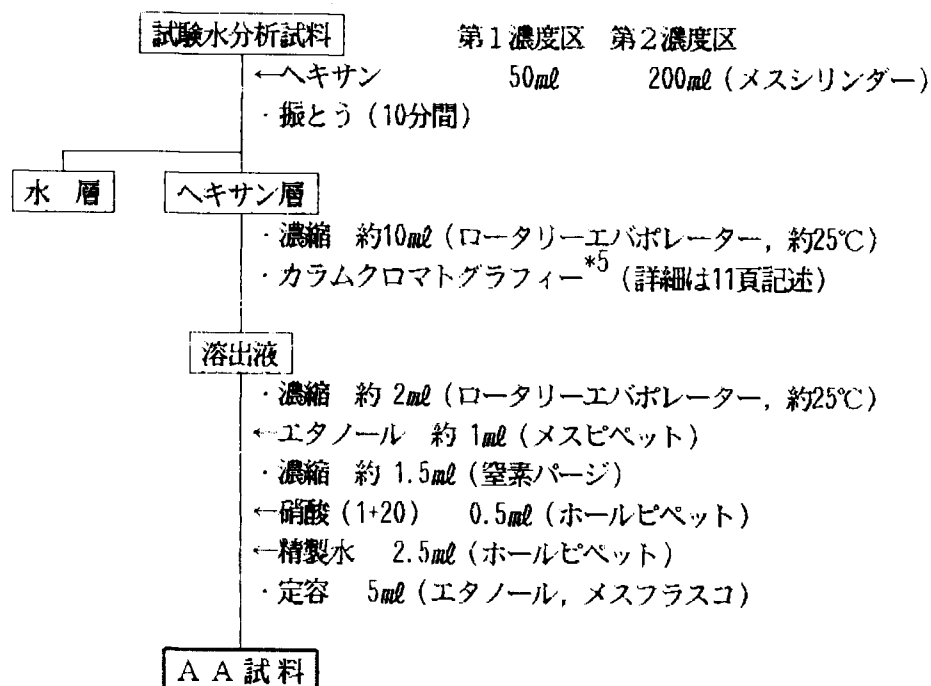 試験水分析試料 第1濃度区 第2濃度区
←ヘキサン 50ml 200ml(メスシリンダー)
・振とう(10分間)
水層 ヘキサン層
・濃縮 約10ml(ロータリーエバポレーター,約25℃)
・カラムクロマトグラフィー*5(詳細は11頁記述)
溶出液
・濃縮 約2ml(ロータリーエバポレーター,約25℃)
←エタノール 約1ml(メスピペット)
・濃縮 約1.5ml(窒素パージ)
←硝酸(1+20) 0.5ml(ホールピペット)
←精製水 2.5ml(ホールピペット)
・定容 5ml(エタノール,メスフラスコ)
AA試料